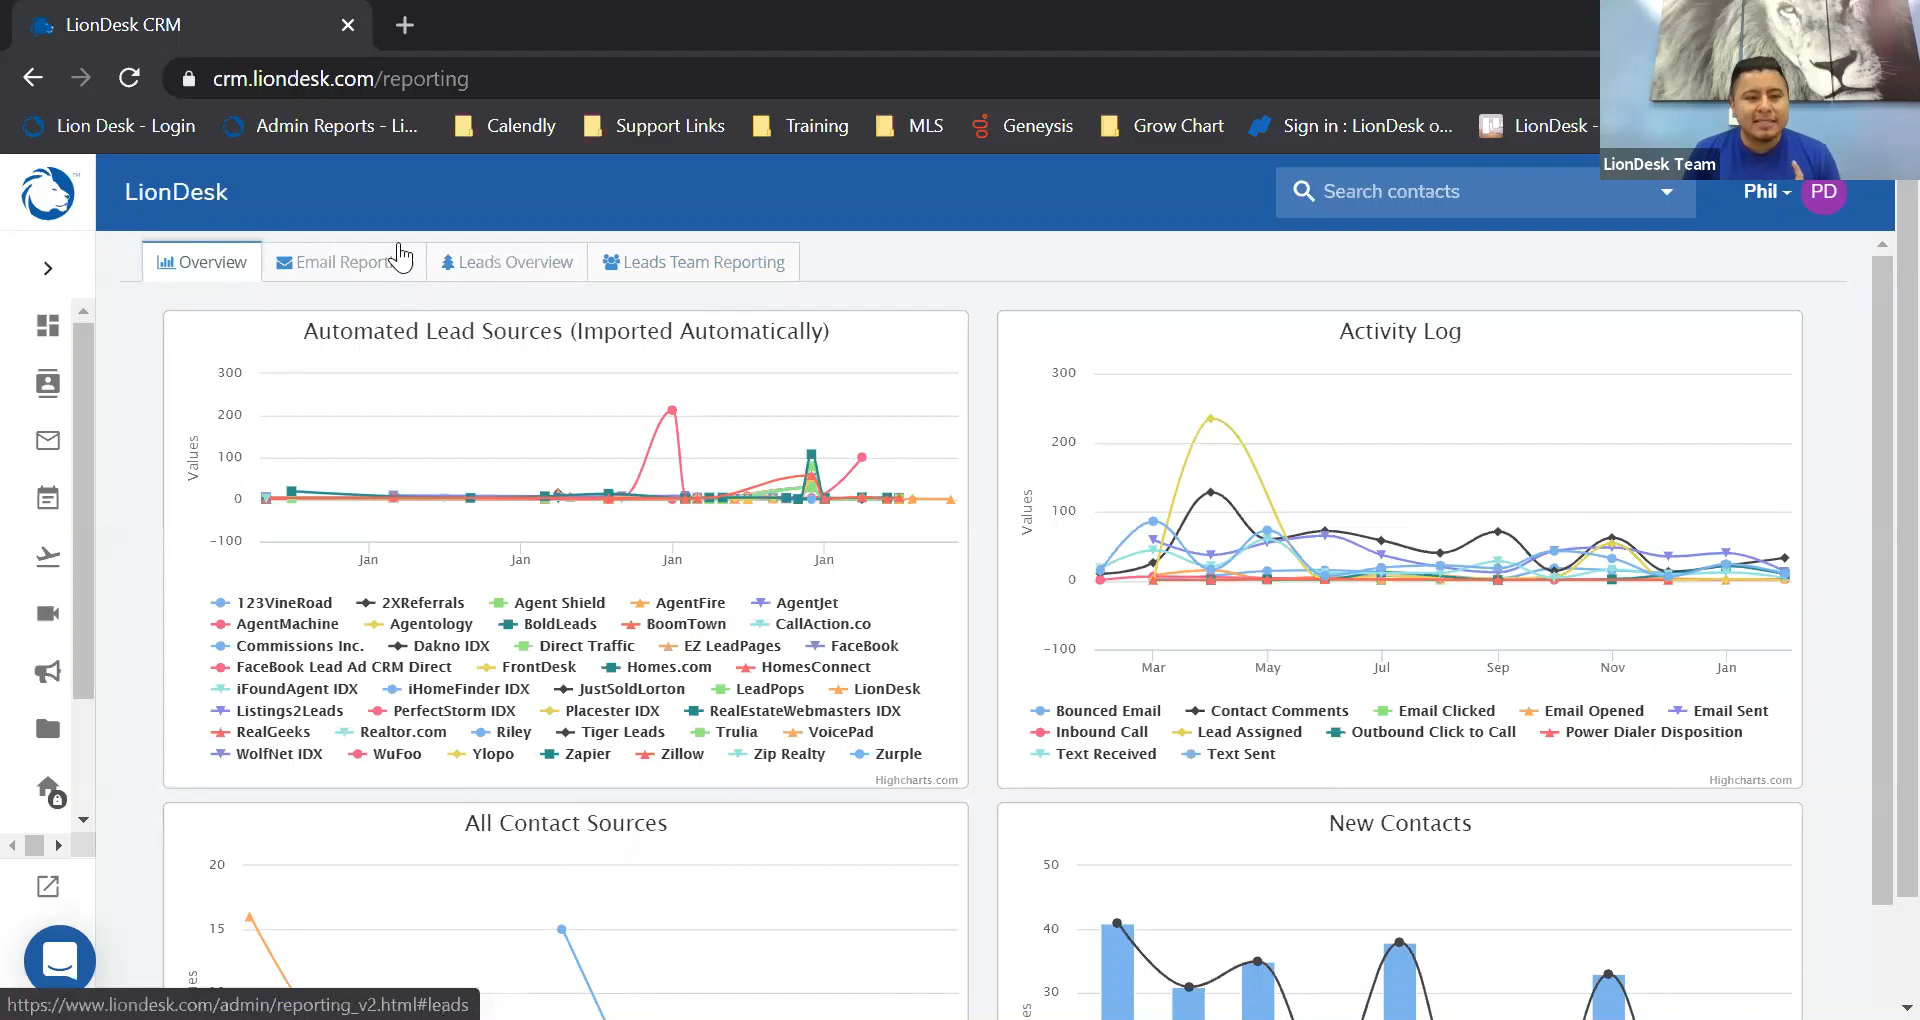 LionDesk CRM
crm.liondesk.com/reporting
Lion Desk - Login
Admin Reports - Li...
Calendly
Support Links
Training
MLS
Geneysis
Grow Chart
Sign in : LionDesk o...
LionDesk -
LionDesk Team
TM
LionDesk
Search contacts
Phil
PD
Overview
Email Report
Leads Overview
Leads Team Reporting
Automated Lead Sources (Imported Automatically)
Values
300
200
100
0
-100
Jan Jan Jan Jan
123VineRoad 2XReferrals Agent Shield AgentFire AgentJet
AgentMachine Agentology BoldLeads BoomTown CallAction.co
Commissions Inc. Dakno IDX Direct Traffic EZ LeadPages FaceBook
FaceBook Lead Ad CRM Direct FrontDesk Homes.com HomesConnect
iFoundAgent IDX iHomeFinder IDX JustSoldLorton LeadPops LionDesk
Listings2Leads PerfectStorm IDX Placester IDX RealEstateWebmasters IDX
RealGeeks Realtor.com Riley Tiger Leads Trulia VoicePad
WolfNet IDX WuFoo Ylopo Zapier Zillow Zip Realty Zurple
Highcharts.com
Activity Log
Values
300
200
100
0
-100
Mar May Jul Sep Nov Jan
Bounced Email Contact Comments Email Clicked Email Opened Email Sent
Inbound Call Lead Assigned Outbound Click to Call Power Dialer Disposition
Text Received Text Sent
Highcharts.com
All Contact Sources
20
15
New Contacts
50
40
30
https://www.liondesk.com/admin/reporting_v2.html#leads